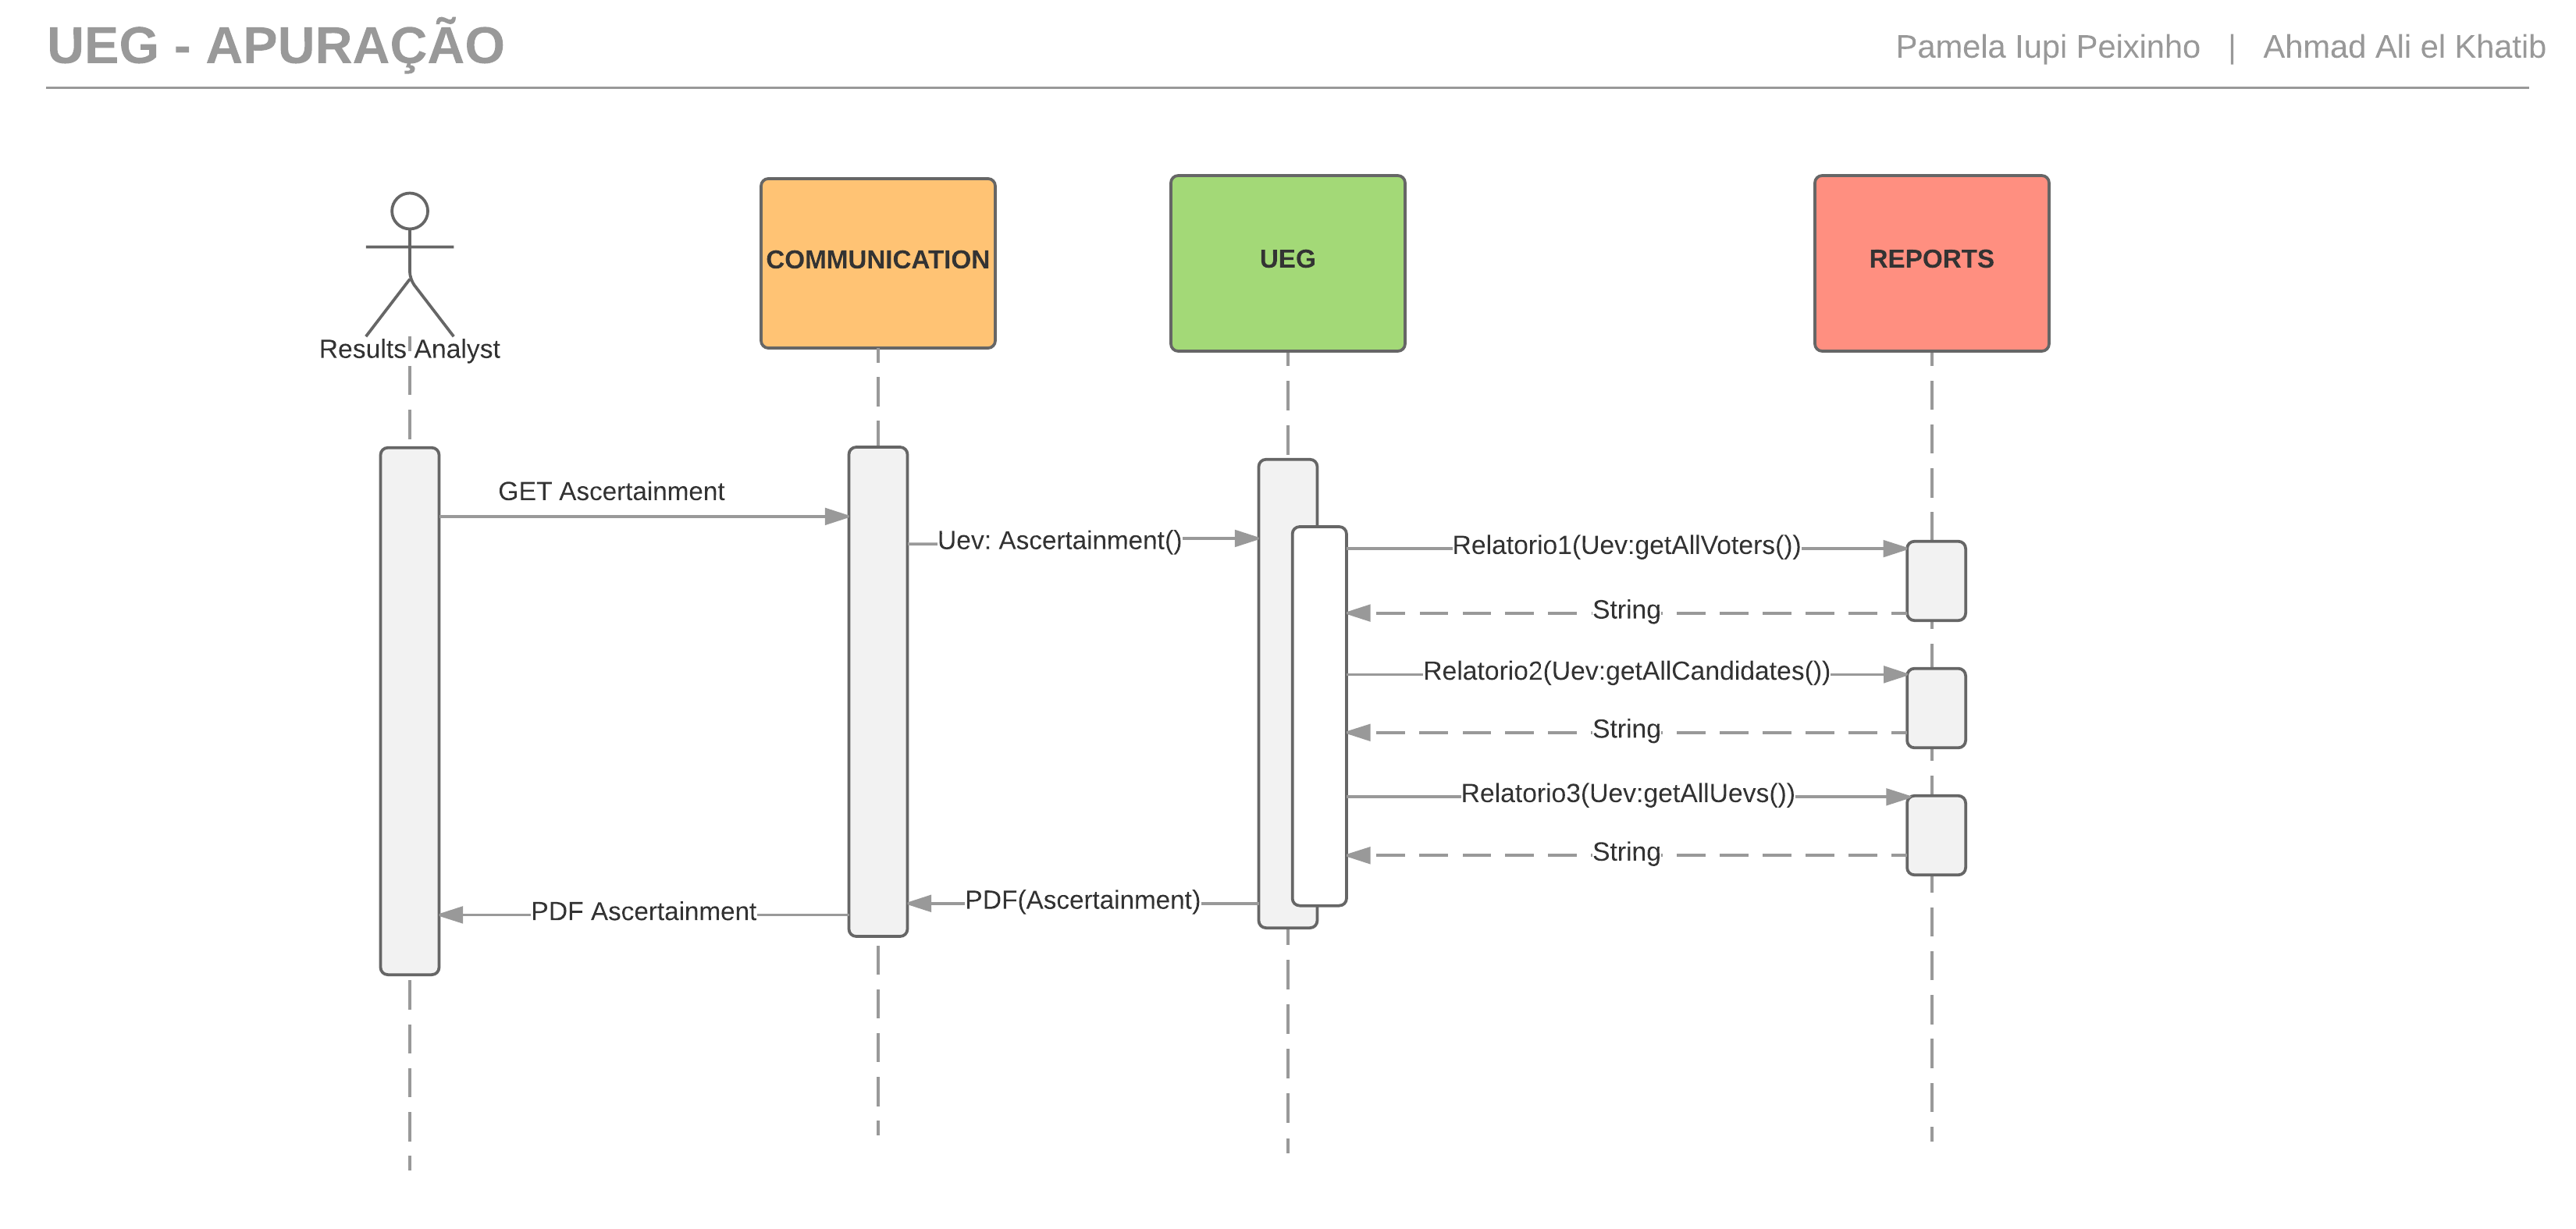 UEG - APURAÇÃO
Pamela Iupi Peixinho | Ahmad Ali el Khatib
Results Analyst
COMMUNICATION
UEG
REPORTS
GET Ascertainment
Uev: Ascertainment()
Relatorio1(Uev:getAllVoters())
String
Relatorio2(Uev:getAllCandidates())
String
Relatorio3(Uev:getAllUevs())
String
PDF(Ascertainment)
PDF Ascertainment